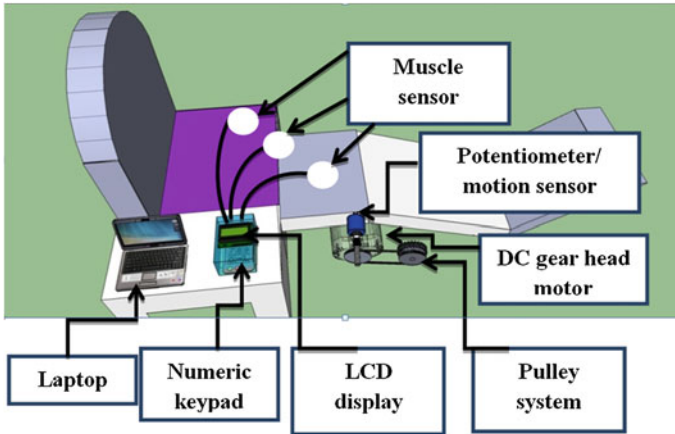 Muscle
sensor
Potentiometer/
motion sensor
DC gear head
motor
Laptop
Numeric
keypad
LCD
display
Pulley
system